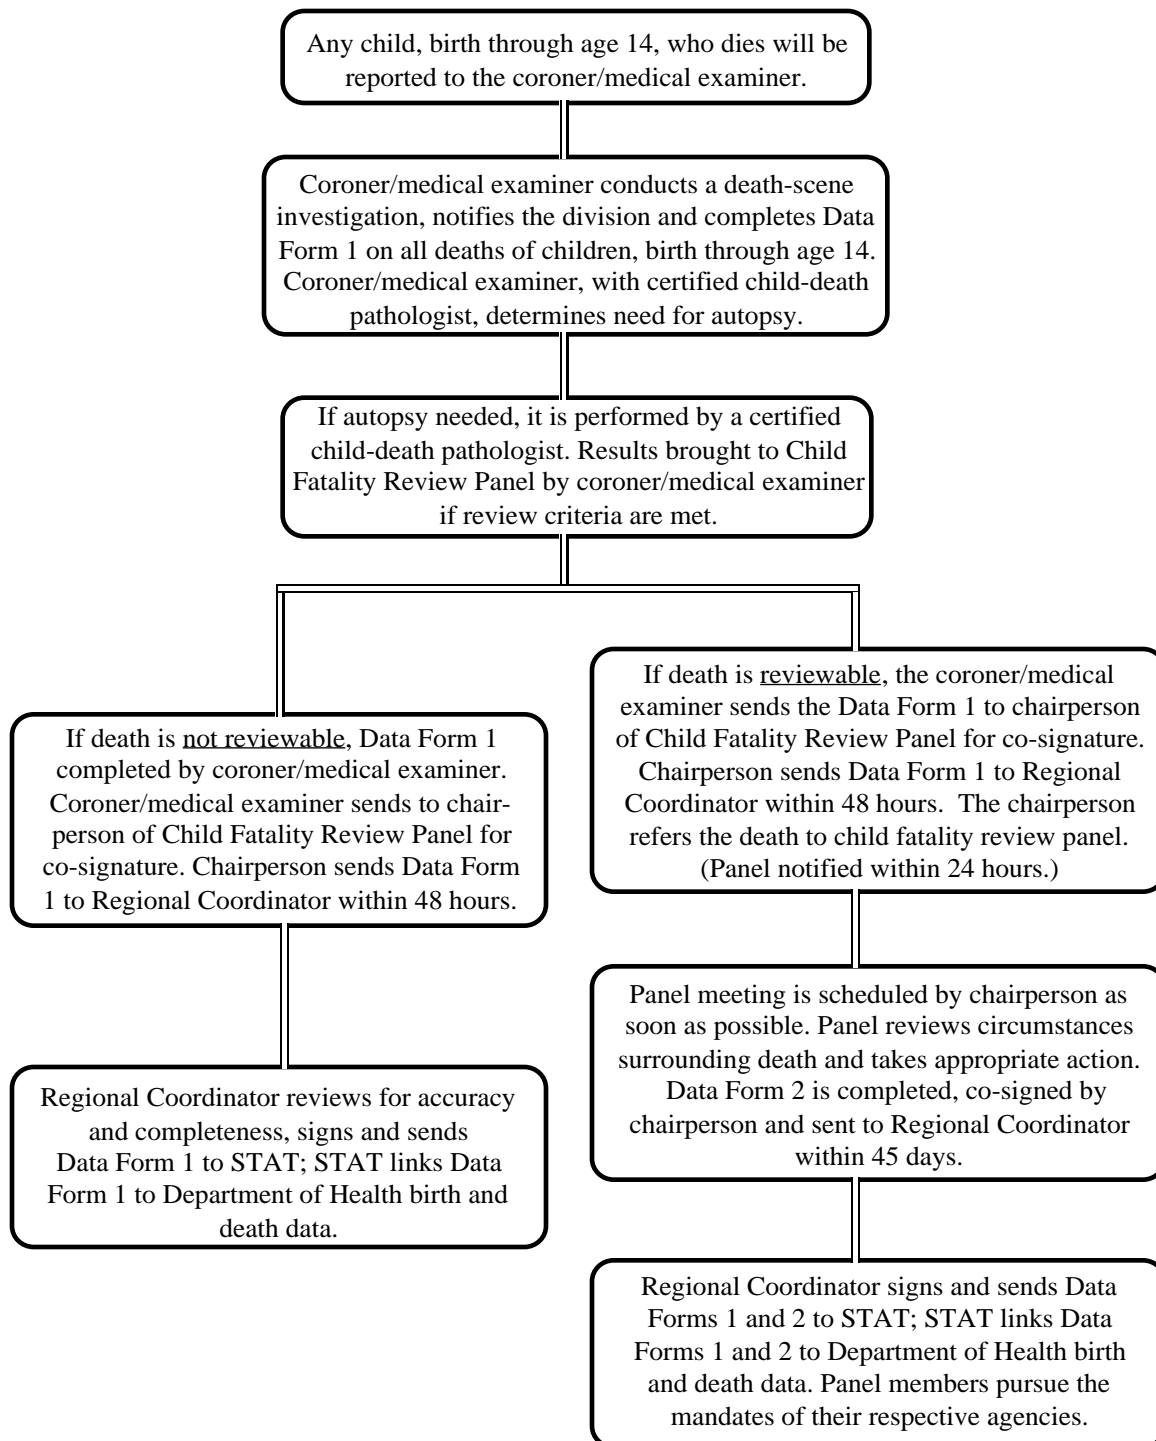 Any child, birth through age 14, who dies will be
reported to the coroner/medical examiner.
Coroner/medical examiner conducts a death-scene
investigation, notifies the division and completes Data
Form 1 on all deaths of children, birth through age 14.
Coroner/medical examiner, with certified child-death
pathologist, determines need for autopsy.
If autopsy needed, it is performed by a certified
child-death pathologist. Results brought to Child
Fatality Review Panel by coroner/medical examiner
if review criteria are met.
If death is not reviewable, Data Form 1
completed by coroner/medical examiner.
Coroner/medical examiner sends to chair-
person of Child Fatality Review Panel for
co-signature. Chairperson sends Data Form
1 to Regional Coordinator within 48 hours.
Regional Coordinator reviews for accuracy
and completeness, signs and sends
Data Form 1 to STAT; STAT links Data
Form 1 to Department of Health birth and
death data.
If death is reviewable, the coroner/medical
examiner sends the Data Form 1 to chairperson
of Child Fatality Review Panel for co-signature.
Chairperson sends Data Form 1 to Regional
Coordinator within 48 hours.  The chairperson
refers the death to child fatality review panel.
(Panel notified within 24 hours.)
Panel meeting is scheduled by chairperson as
soon as possible. Panel reviews circumstances
surrounding death and takes appropriate action.
Data Form 2 is completed, co-signed by
chairperson and sent to Regional Coordinator
within 45 days.
Regional Coordinator signs and sends Data
Forms 1 and 2 to STAT; STAT links Data
Forms 1 and 2 to Department of Health birth
and death data. Panel members pursue the
mandates of their respective agencies.